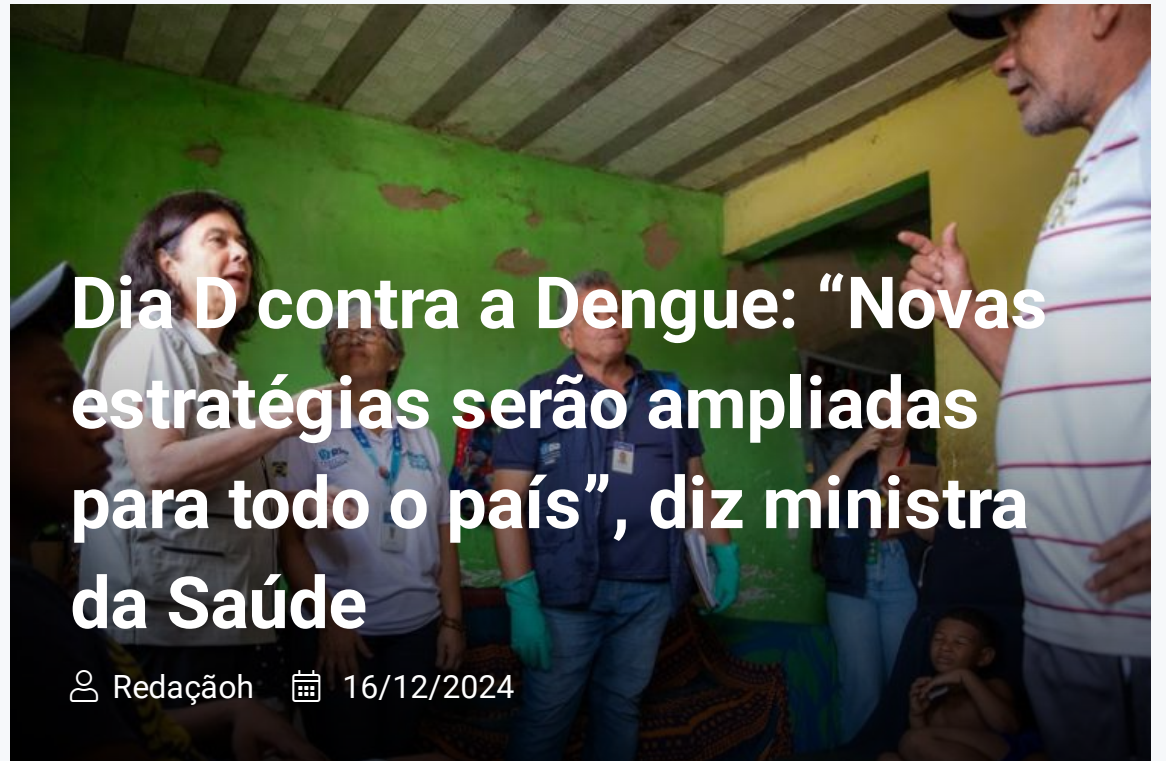 Dia D contra a Dengue: “Novas
estratégias serão ampliadas
para todo o país”, diz ministra
da Saúde
Redaçãoh 16/12/2024